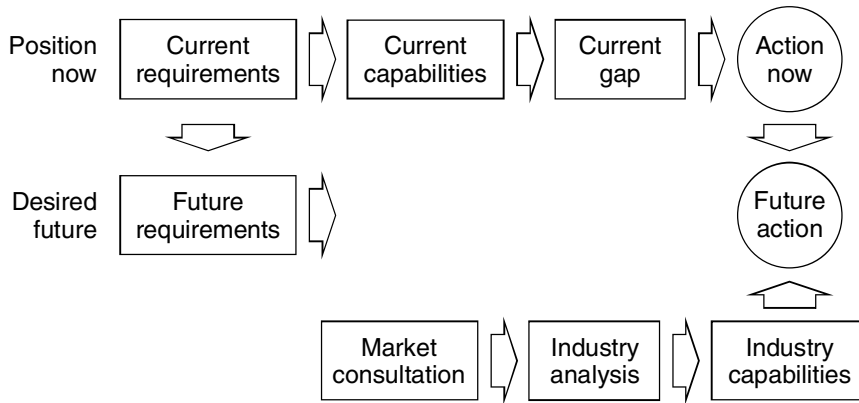 Position
now
Current
requirements
Current
capabilities
Current
gap
Action
now
Desired
future
Future
requirements
Future
action
Market
consultation
Industry
analysis
Industry
capabilities